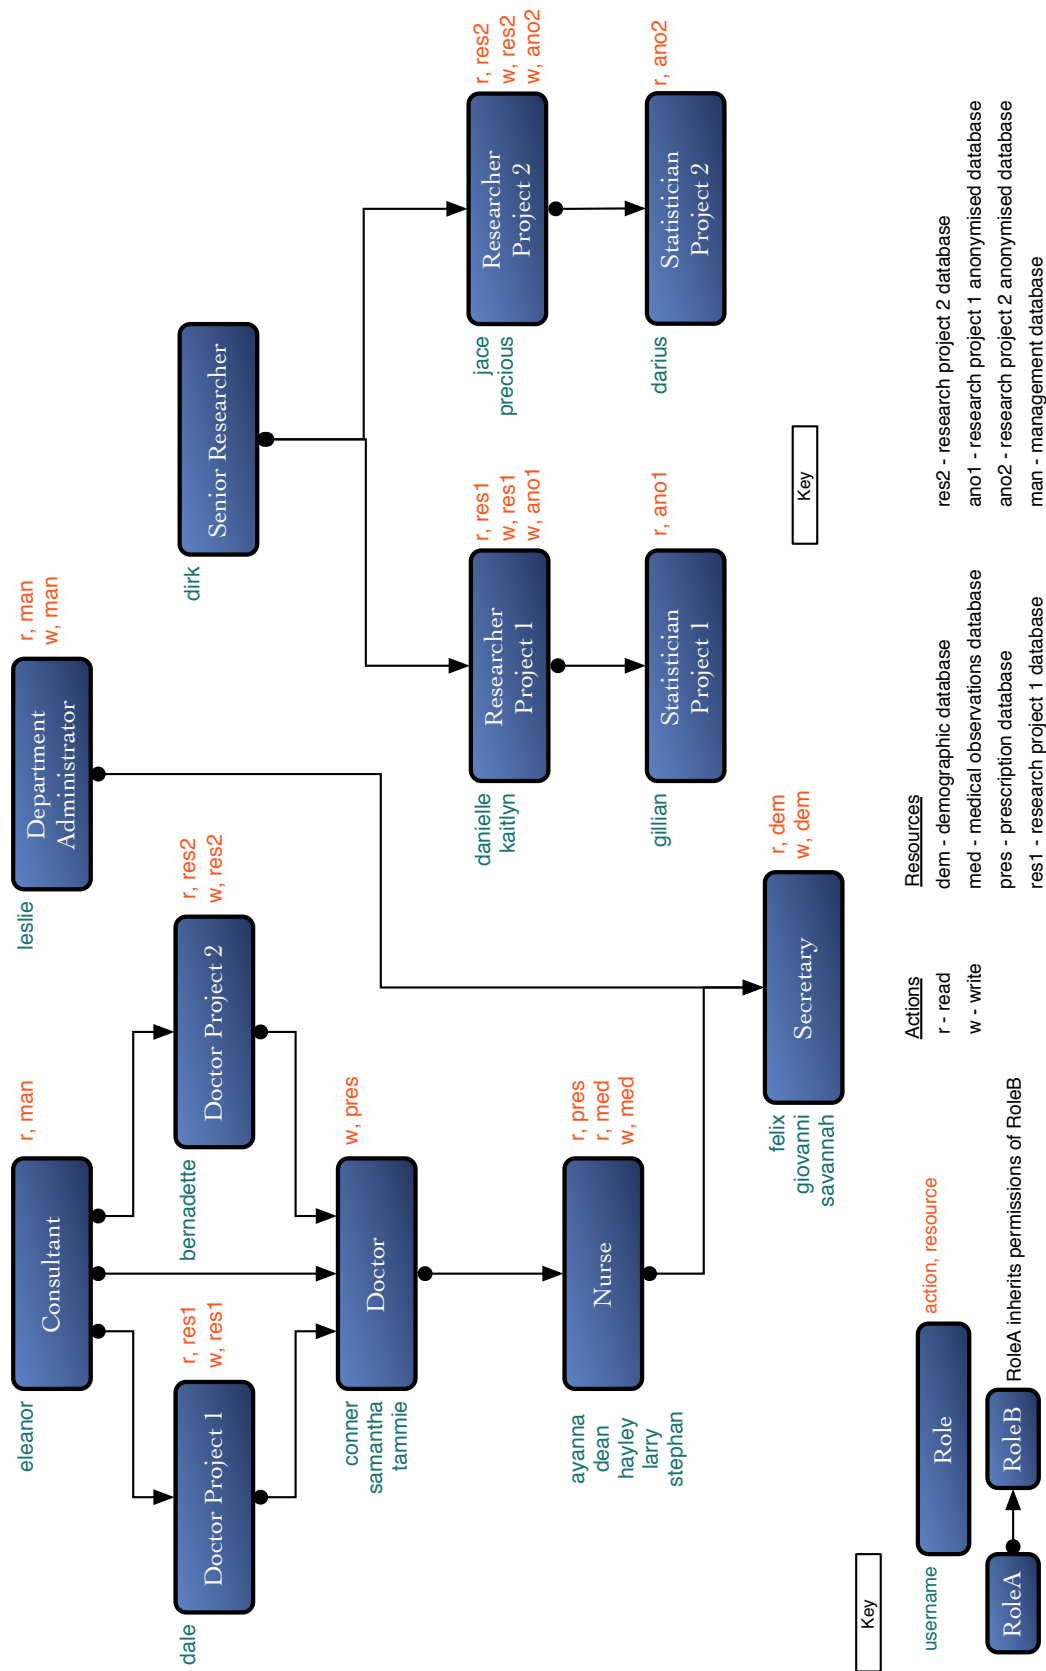 eleanor
Consultant
r, man
leslie
Department
Administrator
r, man
w, man
dale
Doctor Project 1
r, res1
w, res1
bernadette
Doctor Project 2
r, res2
w, res2
dirk
Senior Researcher
conner
samantha
tammie
Doctor
w, pres
danielle
kaitlyn
Researcher
Project 1
r, res1
w, res1
w, ano1
jace
precious
Researcher
Project 2
r, res2
w, res2
w, ano2
ayanna
dean
hayley
larry
stephan
Nurse
r, pres
r, med
w, med
gillian
Statistician
Project 1
r, ano1
darius
Statistician
Project 2
r, ano2
felix
giovanni
savannah
Secretary
r, dem
w, dem
Key
Key
username
Role
action, resource
RoleA
RoleB
RoleA inherits permissions of RoleB
Actions
r - read
w - write
Resources
dem - demographic database
med - medical observations database
pres - prescription database
res1 - research project 1 database
res2 - research project 2 database
ano1 - research project 1 anonymised database
ano2 - research project 2 anonymised database
man - management database